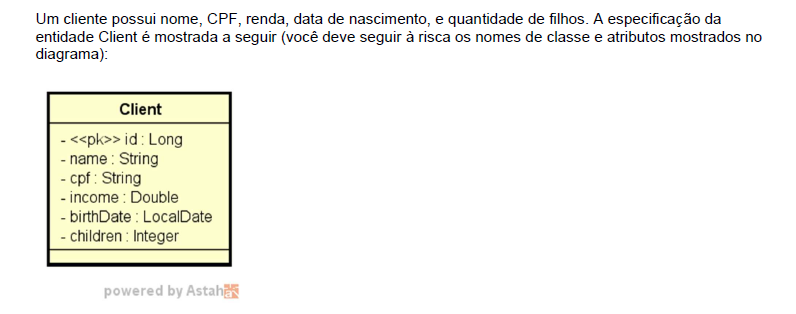 Um cliente possui nome, CPF, renda, data de nascimento, e quantidade de filhos. A especificação da
entidade Client é mostrada a seguir (você deve seguir à risca os nomes de classe e atributos mostrados no
diagrama):
Client
- <<pk>> id : Long
- name : String
- cpf : String
- income : Double
- birthDate : LocalDate
- children : Integer
powered by Astah